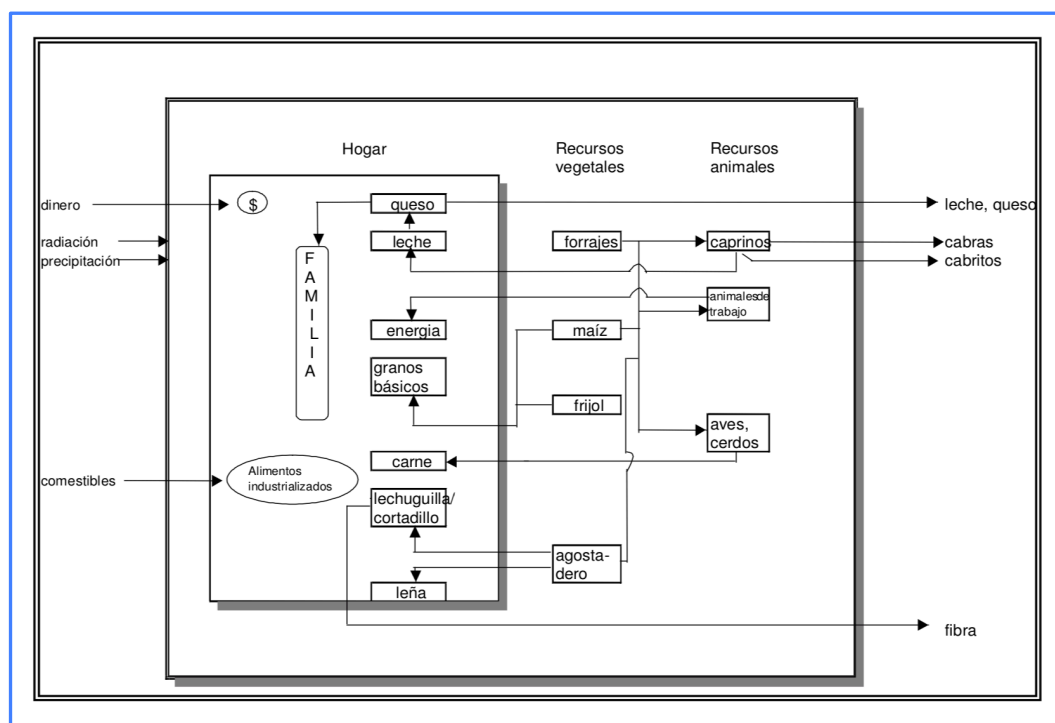 Hogar
Recursos
vegetales
Recursos
animales
dinero
$
queso
leche, queso
radiación
precipitación
leche
forrajes
caprinos
cabras
cabritos
FAMILIA
animales de
trabajo
energia
maíz
granos
básicos
frijol
aves,
cerdos
carne
comestibles
Alimentos
industrializados
lechuguilla/
cortadillo
agosta-
dero
leña
fibra